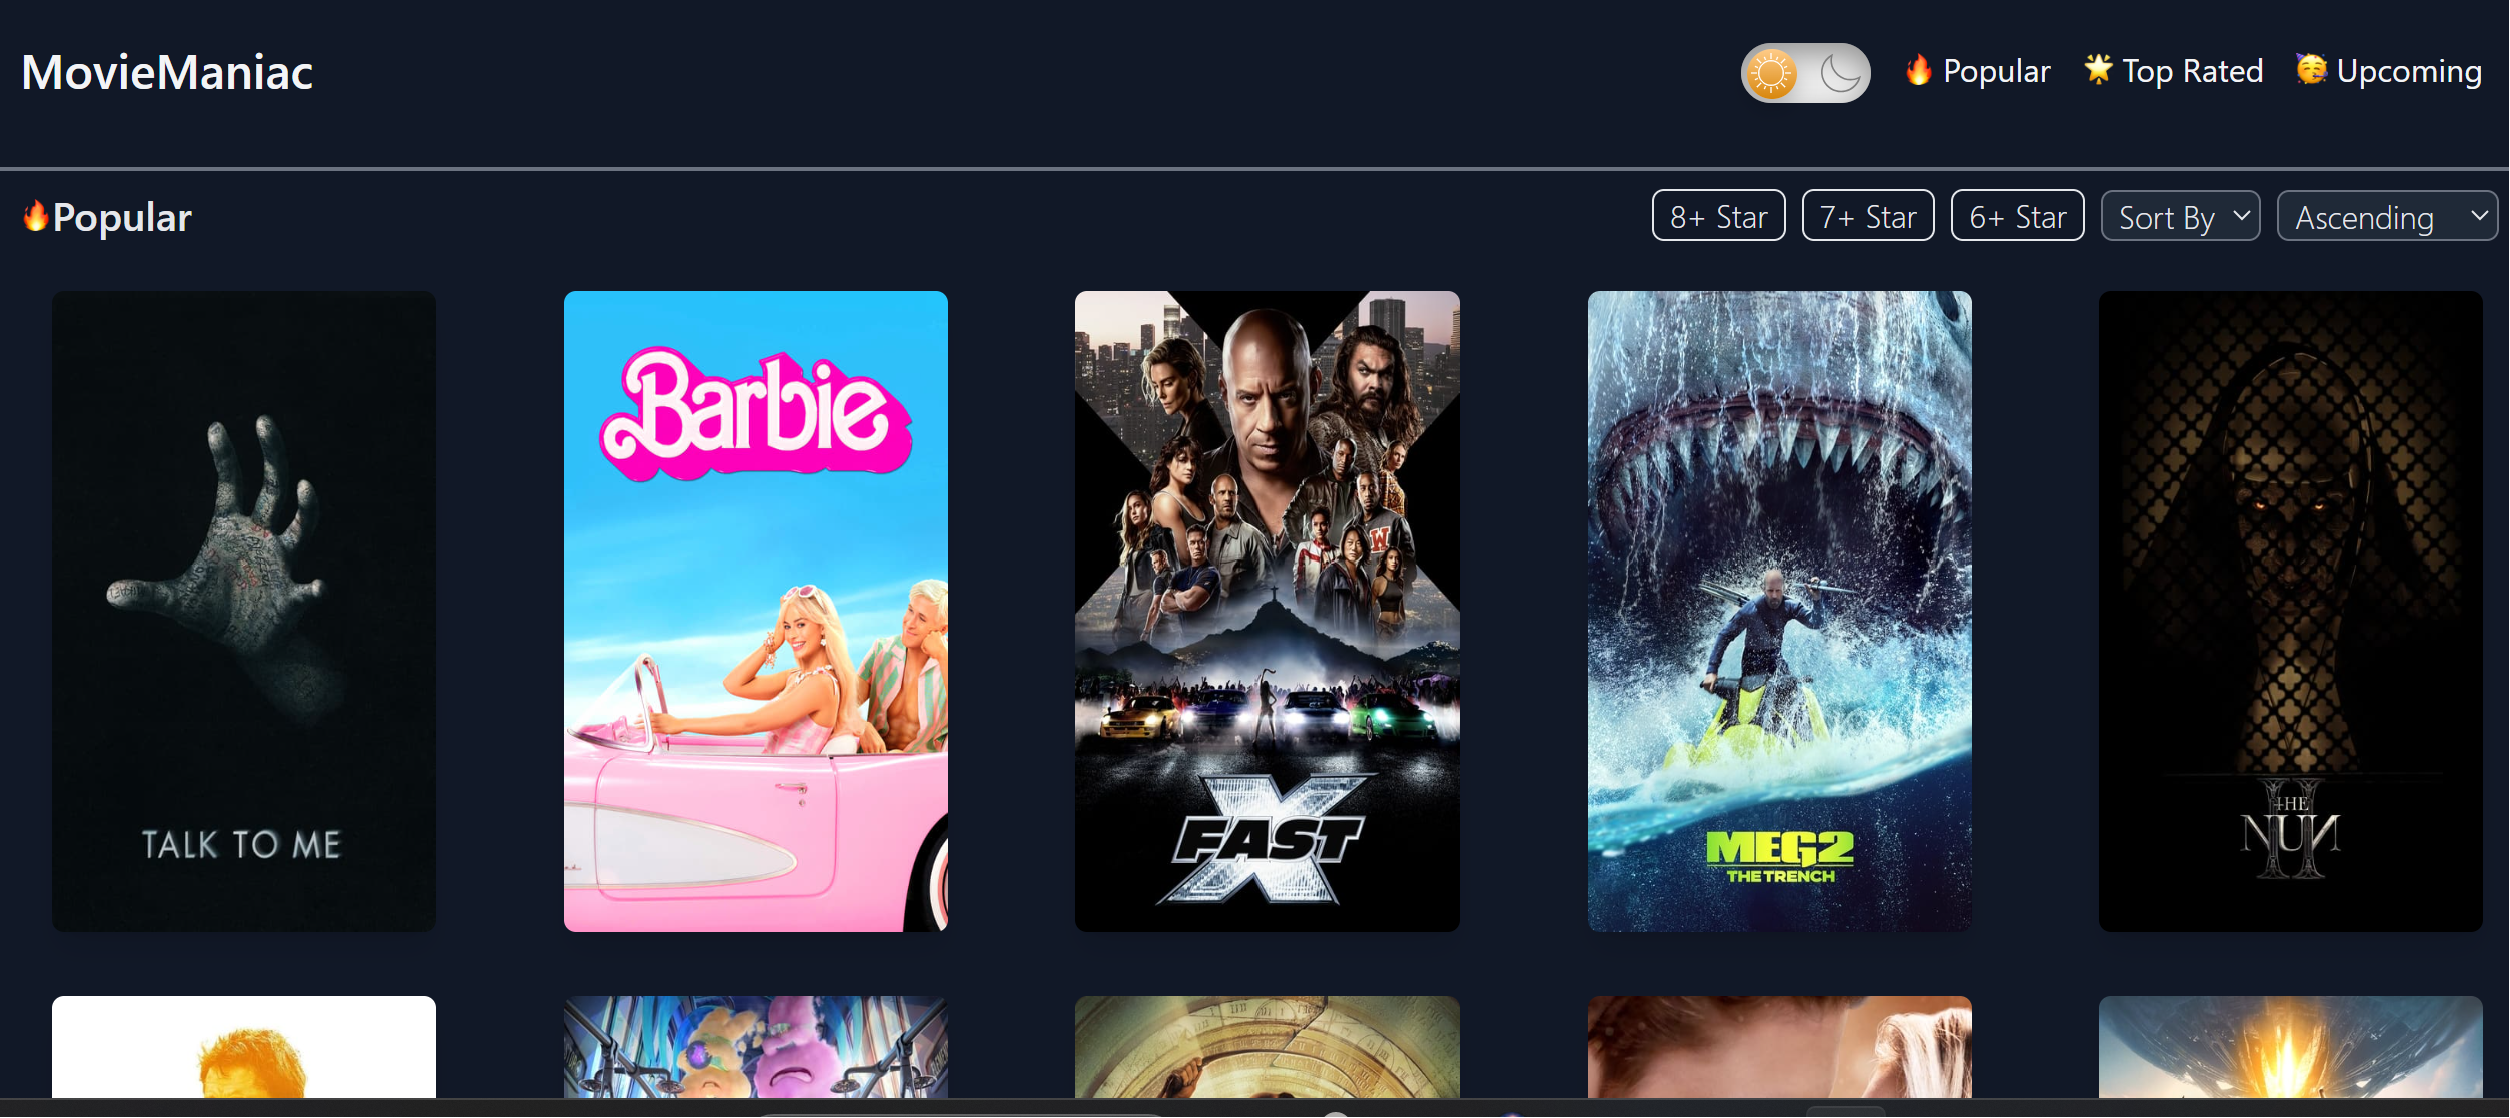 MovieManiac
🔥 Popular
🌟 Top Rated
🥳 Upcoming
🔥Popular
8+ Star
7+ Star
6+ Star
Sort By
Ascending
Barbie
W
TALK TO ME
FAST X
MEG2
THE TRENCH
THE
NUN
II